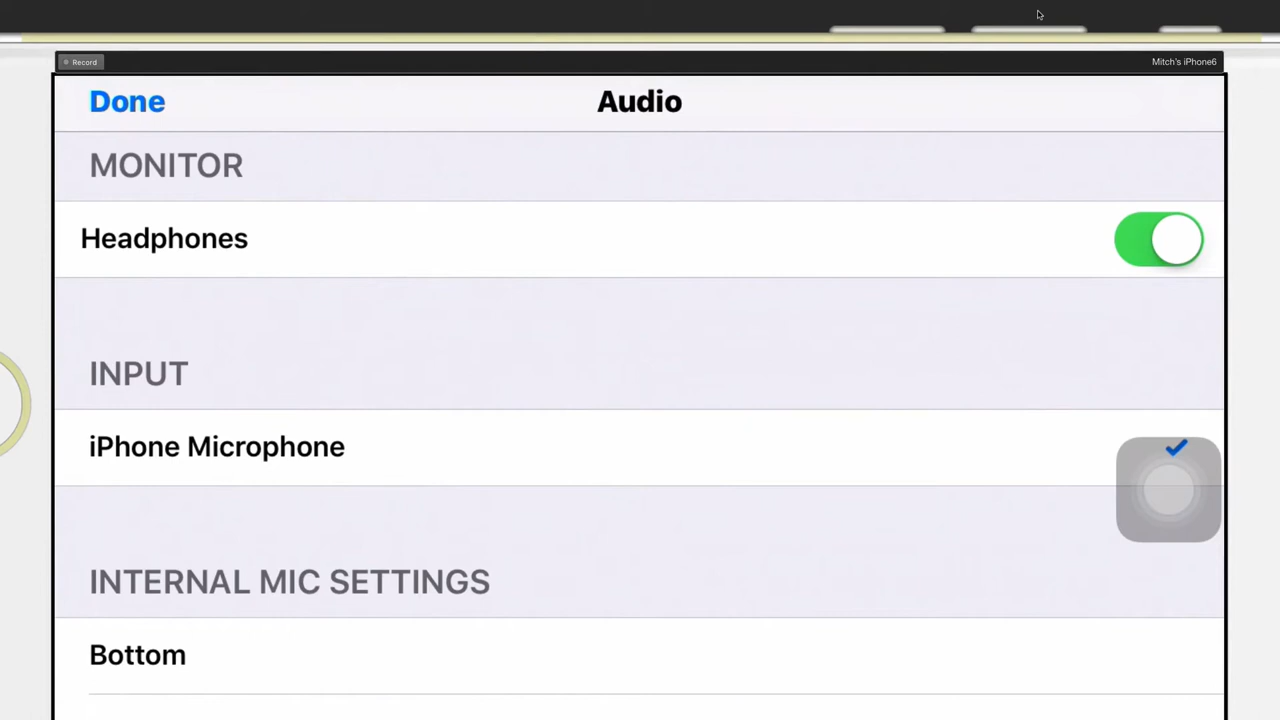 Record
Mitch's iPhone6
Done
Audio
MONITOR
Headphones
INPUT
iPhone Microphone
INTERNAL MIC SETTINGS
Bottom